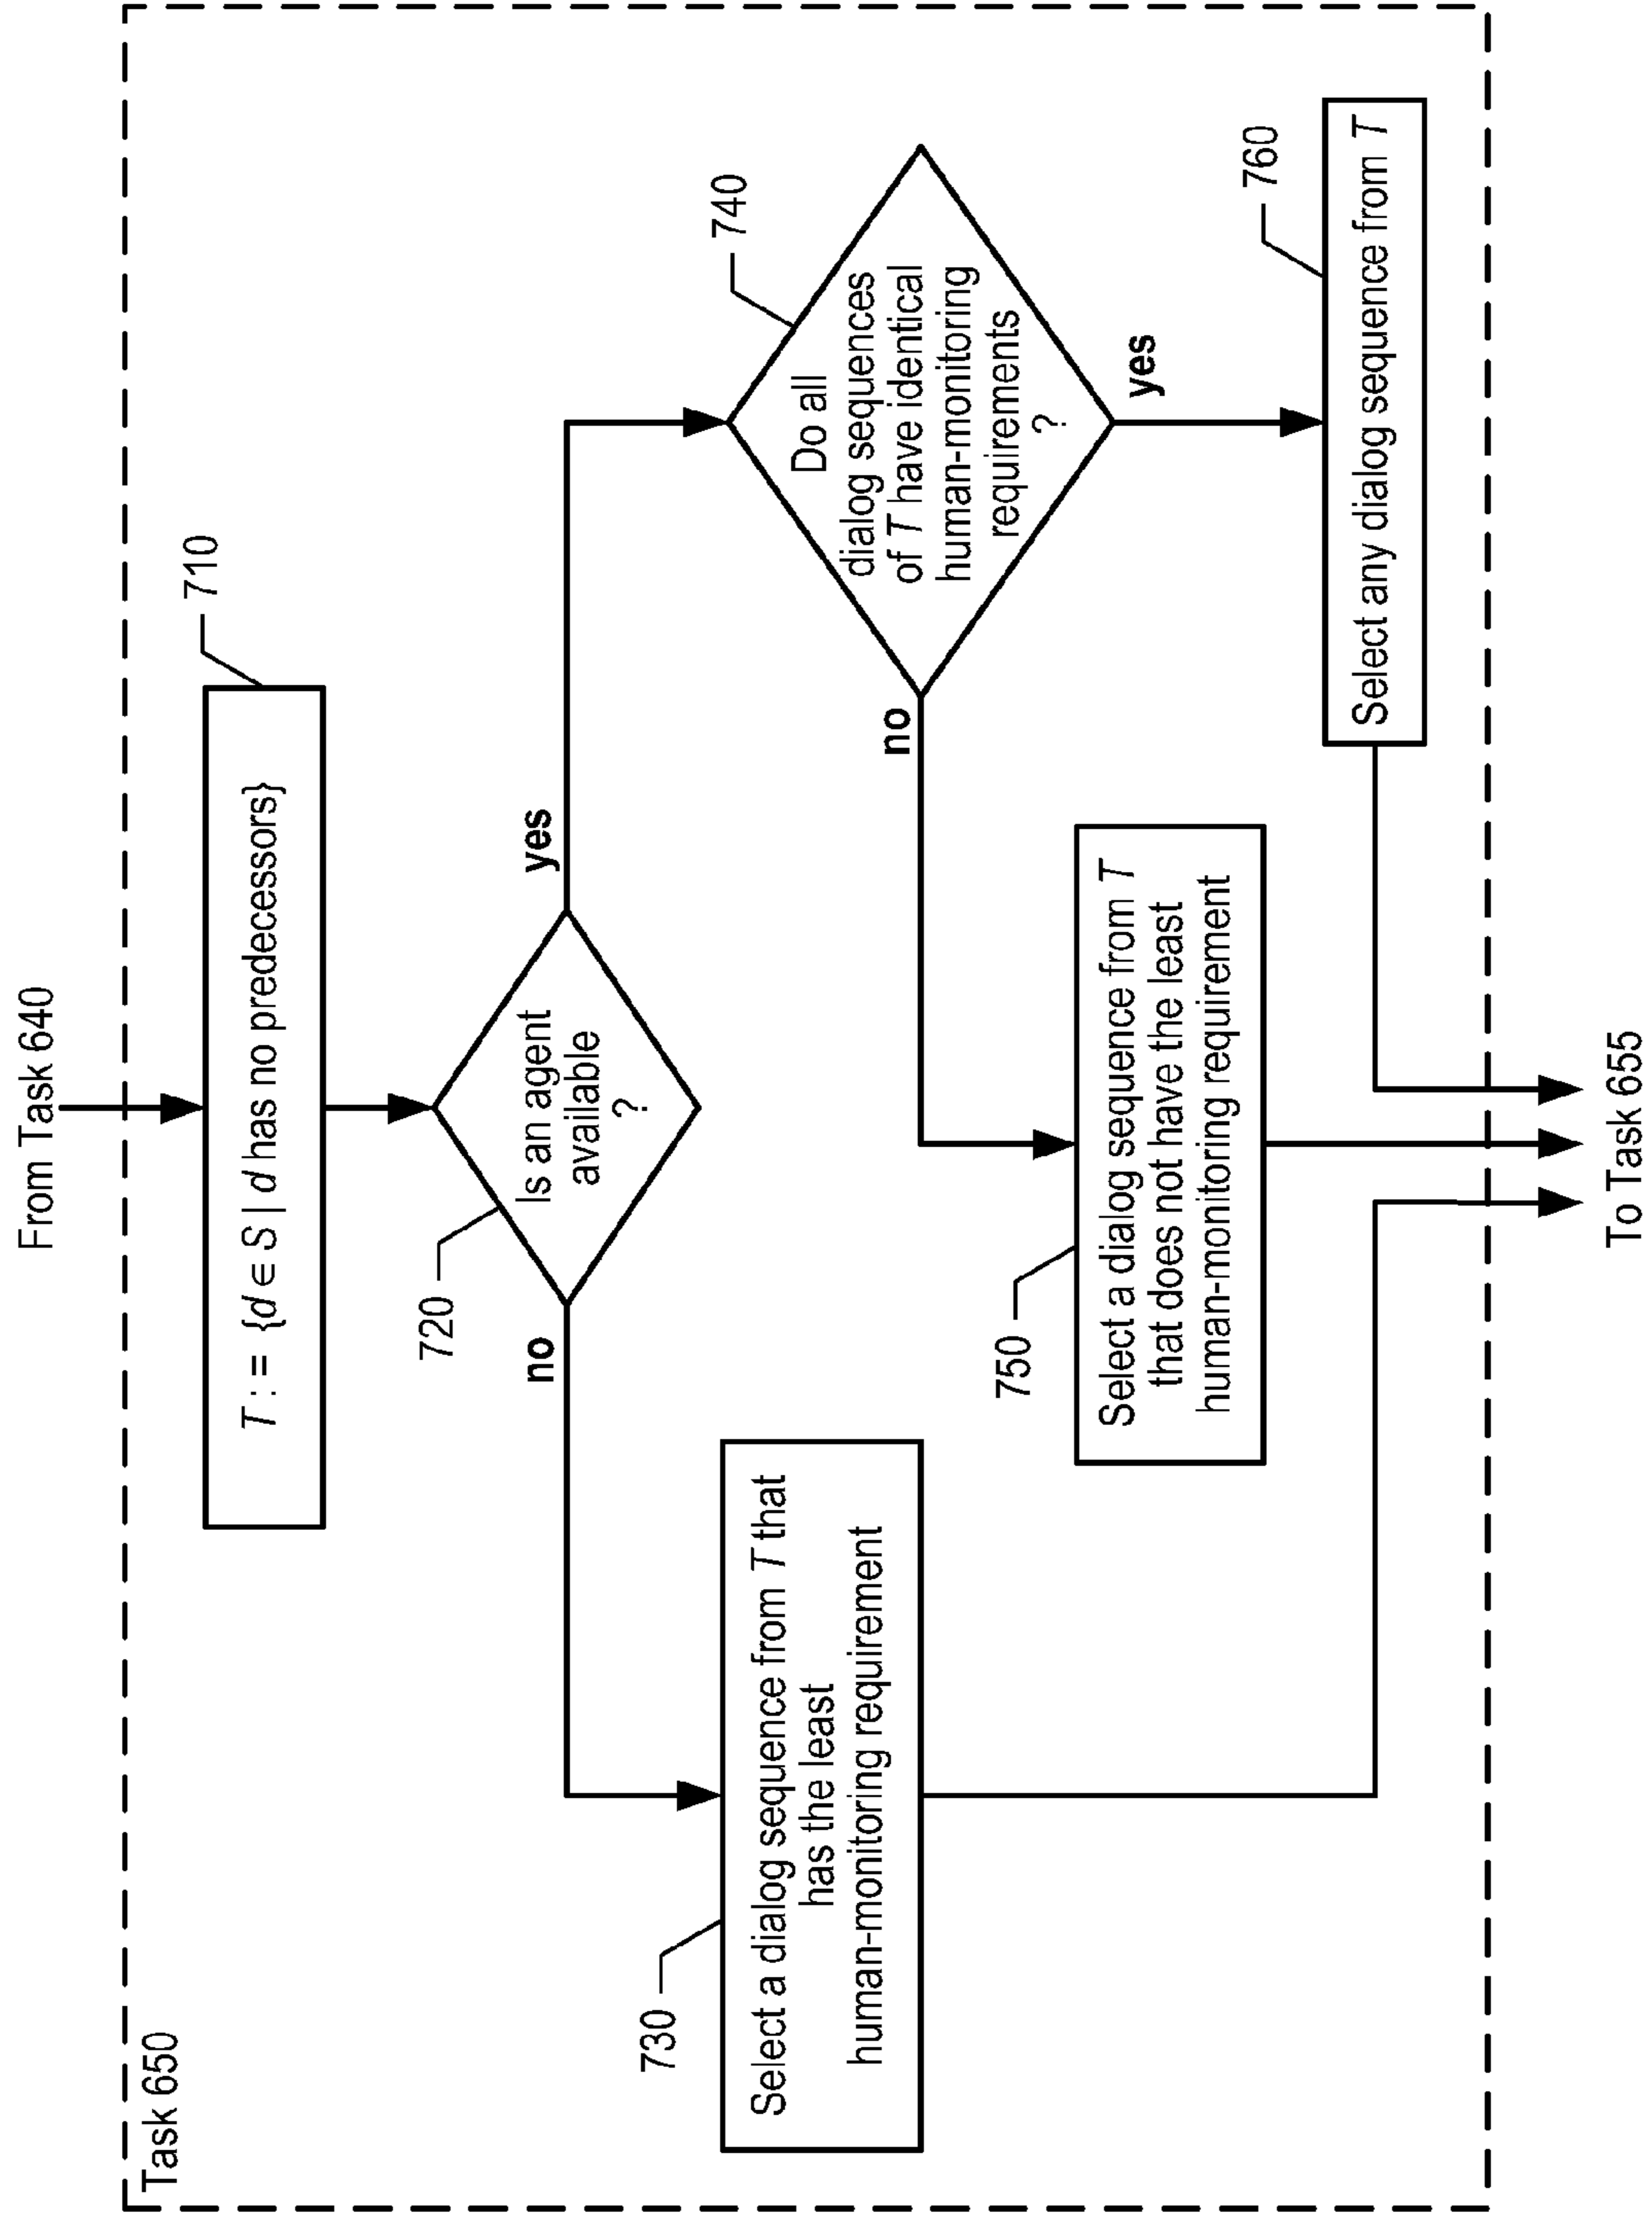 From Task 640
Task 650
710
T : = {d ∈ S | d has no predecessors}
720
Is an agent
available
?
no
yes
730
Select a dialog sequence from T that
has the least
human-monitoring requirement
740
Do all
dialog sequences
of T have identical
human-monitoring
requirements
?
no
yes
750
Select a dialog sequence from T
that does not have the least
human-monitoring requirement
760
Select any dialog sequence from T
To Task 655